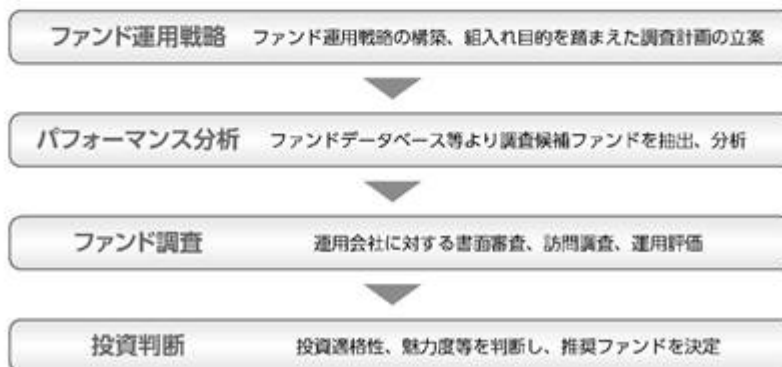 ファンド運用戦略 ファンド運用戦略の構築、組入れ目的を踏まえた調査計画の立案
パフォーマンス分析 ファンドデータベース等より調査候補ファンドを抽出、分析
ファンド調査 運用会社に対する書面審査、訪問調査、運用評価
投資判断 投資適格性、魅力度等を判断し、推奨ファンドを決定